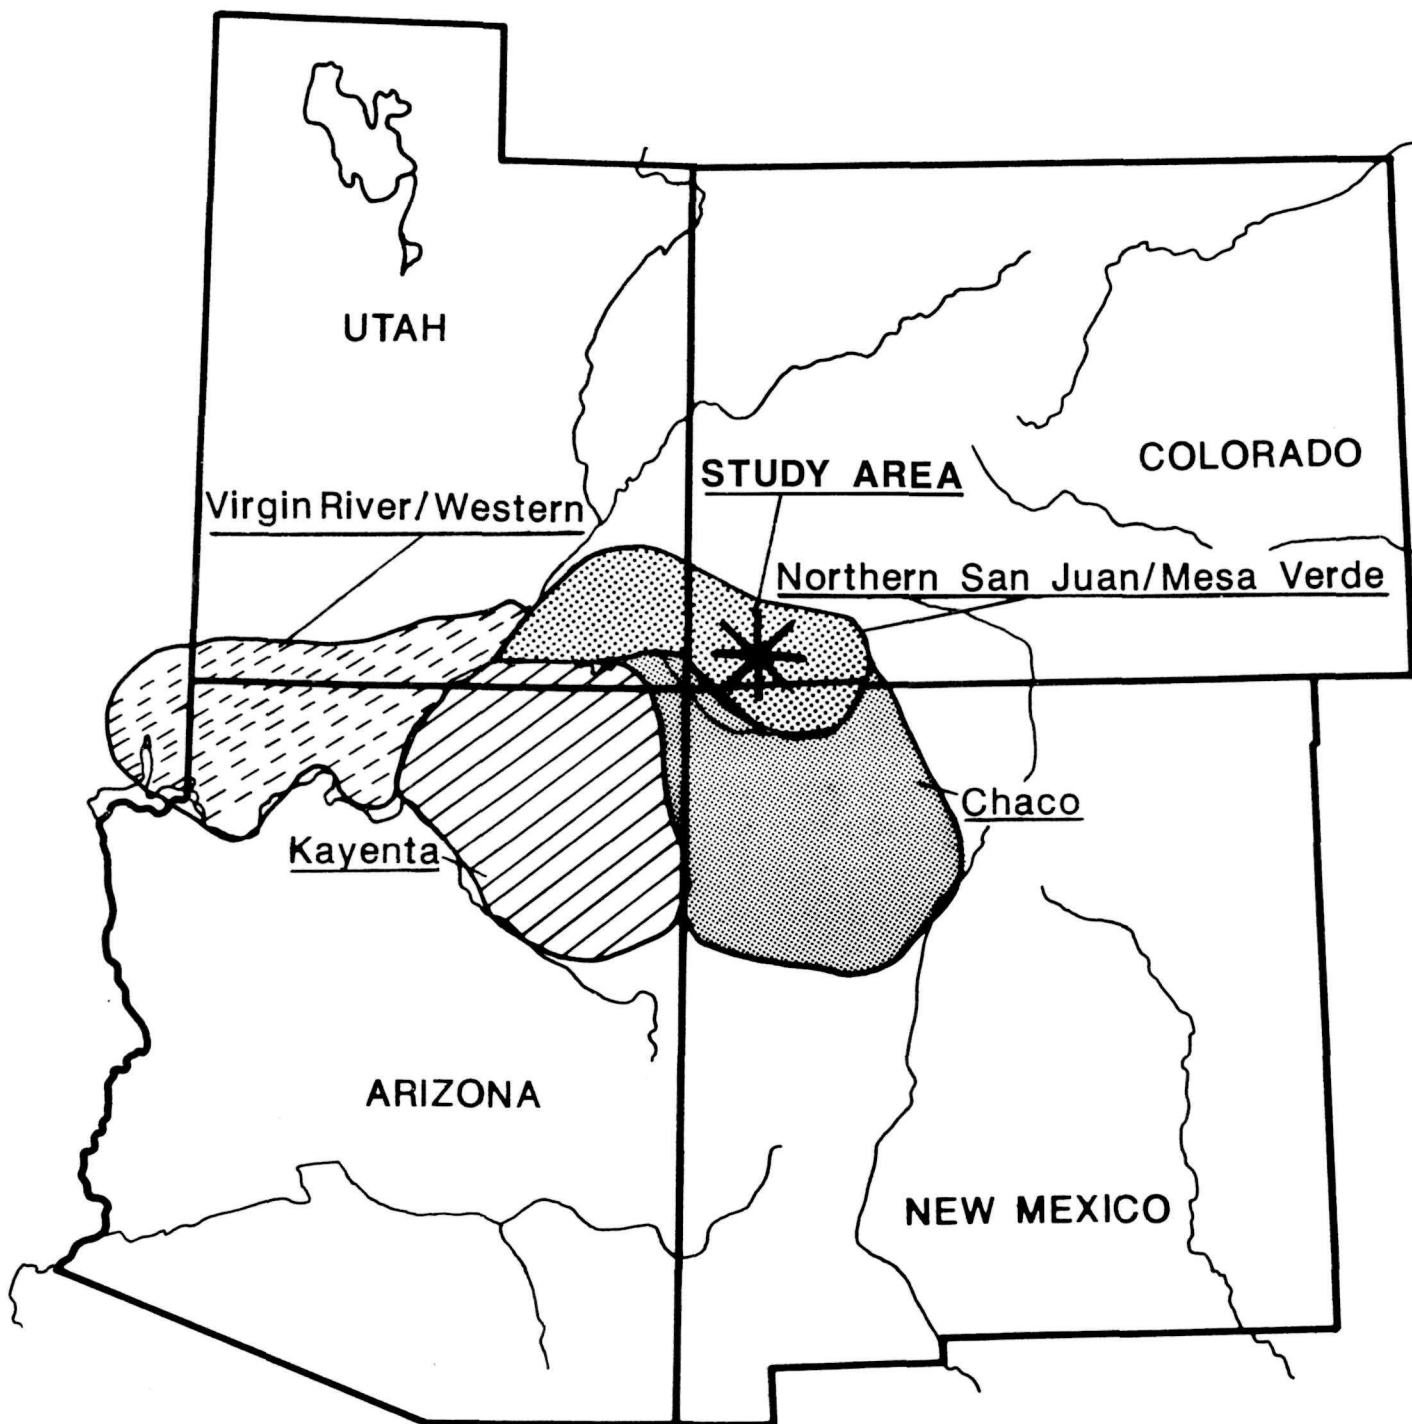 UTAH
COLORADO
STUDY AREA
Virgin River/Western
Northern San Juan/Mesa Verde
Chaco
Kayenta
ARIZONA
NEW MEXICO